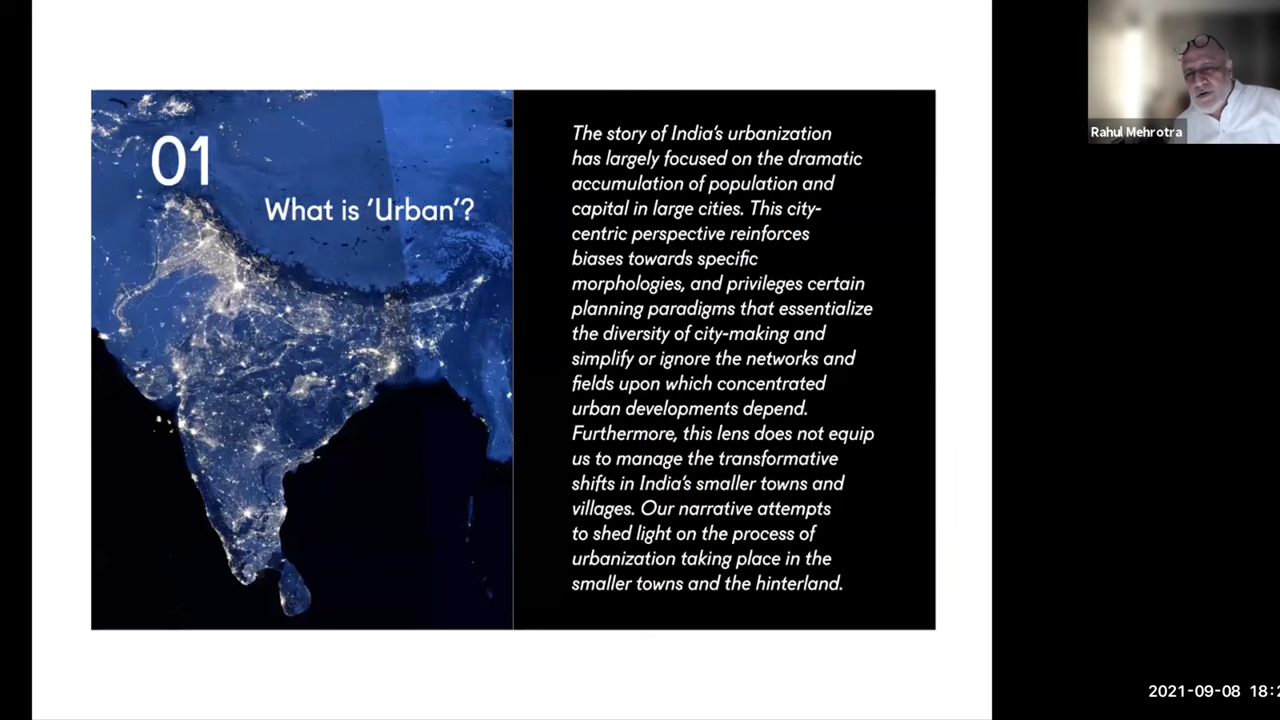 01
What is ‘Urban’?
The story of India’s urbanization
has largely focused on the dramatic
accumulation of population and
capital in large cities. This city-
centric perspective reinforces
biases towards specific
morphologies, and privileges certain
planning paradigms that essentialize
the diversity of city-making and
simplify or ignore the networks and
fields upon which concentrated
urban developments depend.
Furthermore, this lens does not equip
us to manage the transformative
shifts in India’s smaller towns and
villages. Our narrative attempts
to shed light on the process of
urbanization taking place in the
smaller towns and the hinterland.
Rahul Mehrotra
2021-09-08 18:2